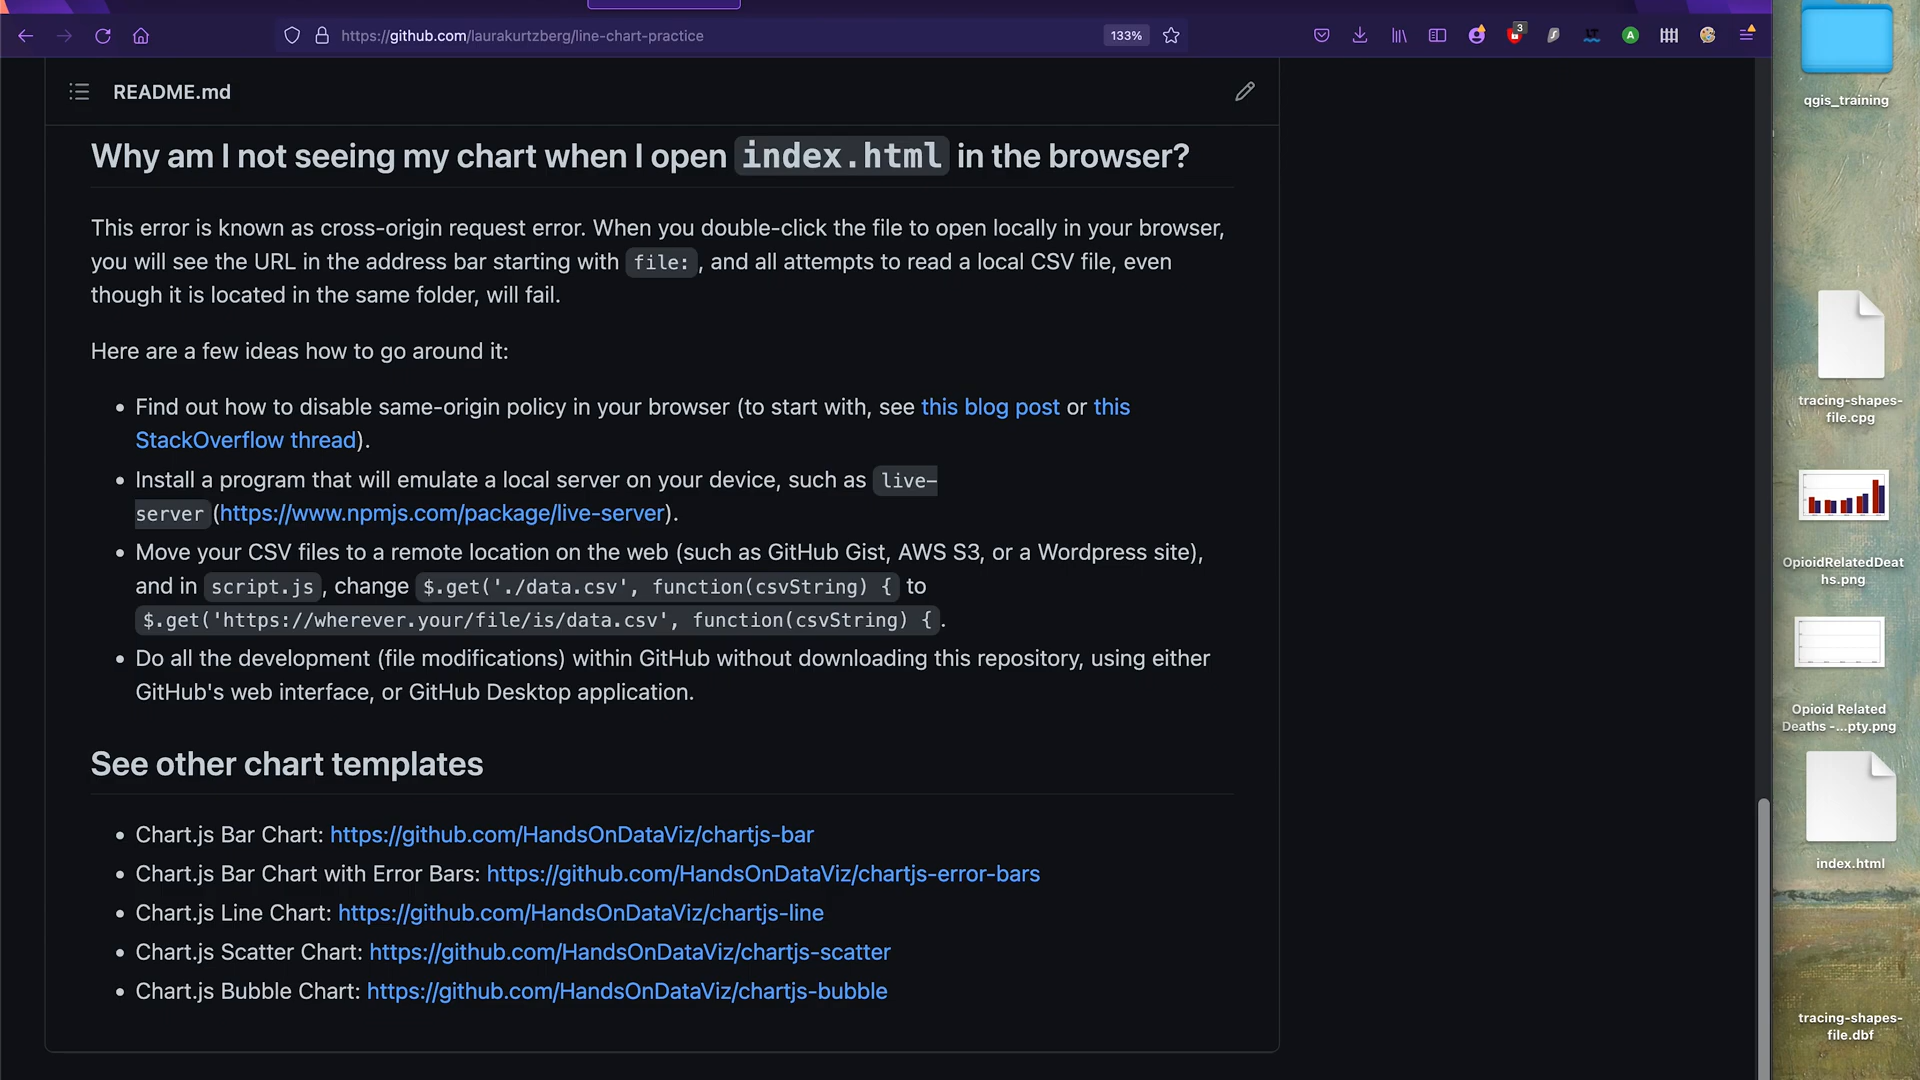 https://github.com/laurakurtzberg/line-chart-practice
133%
3
A
README.md
Why am I not seeing my chart when I open index.html in the browser?
This error is known as cross-origin request error. When you double-click the file to open locally in your browser,
you will see the URL in the address bar starting with file: , and all attempts to read a local CSV file, even
though it is located in the same folder, will fail.
Here are a few ideas how to go around it:
• Find out how to disable same-origin policy in your browser (to start with, see this blog post or this
StackOverflow thread).
• Install a program that will emulate a local server on your device, such as live-
server (https://www.npmjs.com/package/live-server).
• Move your CSV files to a remote location on the web (such as GitHub Gist, AWS S3, or a Wordpress site),
and in script.js , change $.get('./data.csv', function(csvString) { to
$.get('https://wherever.your/file/is/data.csv', function(csvString) { .
• Do all the development (file modifications) within GitHub without downloading this repository, using either
GitHub's web interface, or GitHub Desktop application.
See other chart templates
• Chart.js Bar Chart: https://github.com/HandsOnDataViz/chartjs-bar
• Chart.js Bar Chart with Error Bars: https://github.com/HandsOnDataViz/chartjs-error-bars
• Chart.js Line Chart: https://github.com/HandsOnDataViz/chartjs-line
• Chart.js Scatter Chart: https://github.com/HandsOnDataViz/chartjs-scatter
• Chart.js Bubble Chart: https://github.com/HandsOnDataViz/chartjs-bubble
qgis_training
tracing-shapes-
file.cpg
OpioidRelatedDeat
hs.png
Opioid Related
Deaths -...pty.png
index.html
tracing-shapes-
file.dbf